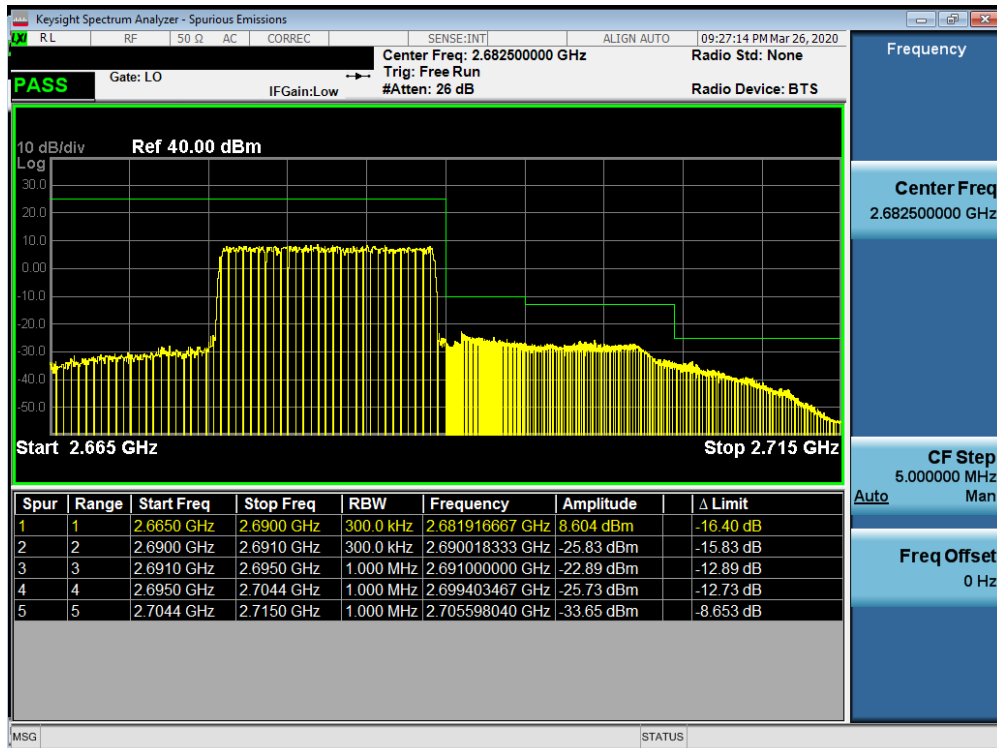 Keysight Spectrum Analyzer - Spurious Emissions
LXI RL RF 50 Ω AC CORREC SENSE:INT ALIGN AUTO 09:27:14 PM Mar 26, 2020
Center Freq: 2.682500000 GHz Radio Std: None
Gate: LO Trig: Free Run
PASS IFGain:Low #Atten: 26 dB Radio Device: BTS
10 dB/div Ref 40.00 dBm
Log
30.0
20.0
10.0
0.00
-10.0
-20.0
-30.0
-40.0
-50.0
Start 2.665 GHz Stop 2.715 GHz
Spur Range Start Freq Stop Freq RBW Frequency Amplitude Δ Limit
1 1 2.6650 GHz 2.6900 GHz 300.0 kHz 2.681916667 GHz 8.604 dBm -16.40 dB
2 2 2.6900 GHz 2.6910 GHz 300.0 kHz 2.690018333 GHz -25.83 dBm -15.83 dB
3 3 2.6910 GHz 2.6950 GHz 1.000 MHz 2.691000000 GHz -22.89 dBm -12.89 dB
4 4 2.6950 GHz 2.7044 GHz 1.000 MHz 2.699403467 GHz -25.73 dBm -12.73 dB
5 5 2.7044 GHz 2.7150 GHz 1.000 MHz 2.705598040 GHz -33.65 dBm -8.653 dB
MSG STATUS
Frequency
Center Freq
2.682500000 GHz
CF Step
5.000000 MHz
Auto Man
Freq Offset
0 Hz